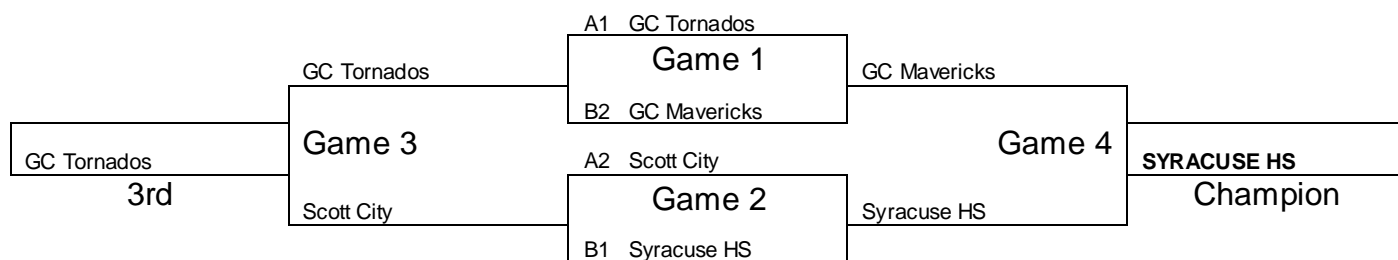 A1 GC Tornados
Game 1
GC Tornados
GC Mavericks
B2 GC Mavericks
Game 3
Game 4
GC Tornados
A2 Scott City
SYRACUSE HS
3rd
Game 2
Champion
Scott City
Syracuse HS
B1 Syracuse HS